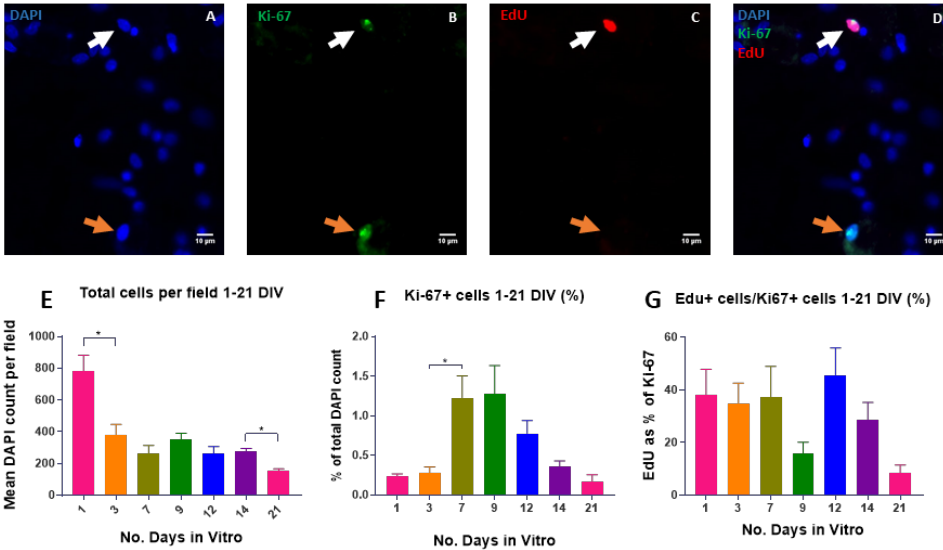 DAPI
A
10 µm
Ki-67
B
10 µm
EdU
C
10 µm
DAPI
Ki-67
EdU
D
10 µm
E
Total cells per field 1-21 DIV
Mean DAPI count per field
1000
800
600
400
200
0
*
*
1 3 7 9 12 14 21
No. Days in Vitro
F
Ki-67+ cells 1-21 DIV (%)
% of total DAPI count
2.0
1.5
1.0
0.5
0.0
*
1 3 7 9 12 14 21
No. Days in Vitro
G
Edu+ cells/Ki67+ cells 1-21 DIV (%)
EdU as % of Ki-67
60
40
20
0
1 3 7 9 12 14 21
No. Days in Vitro